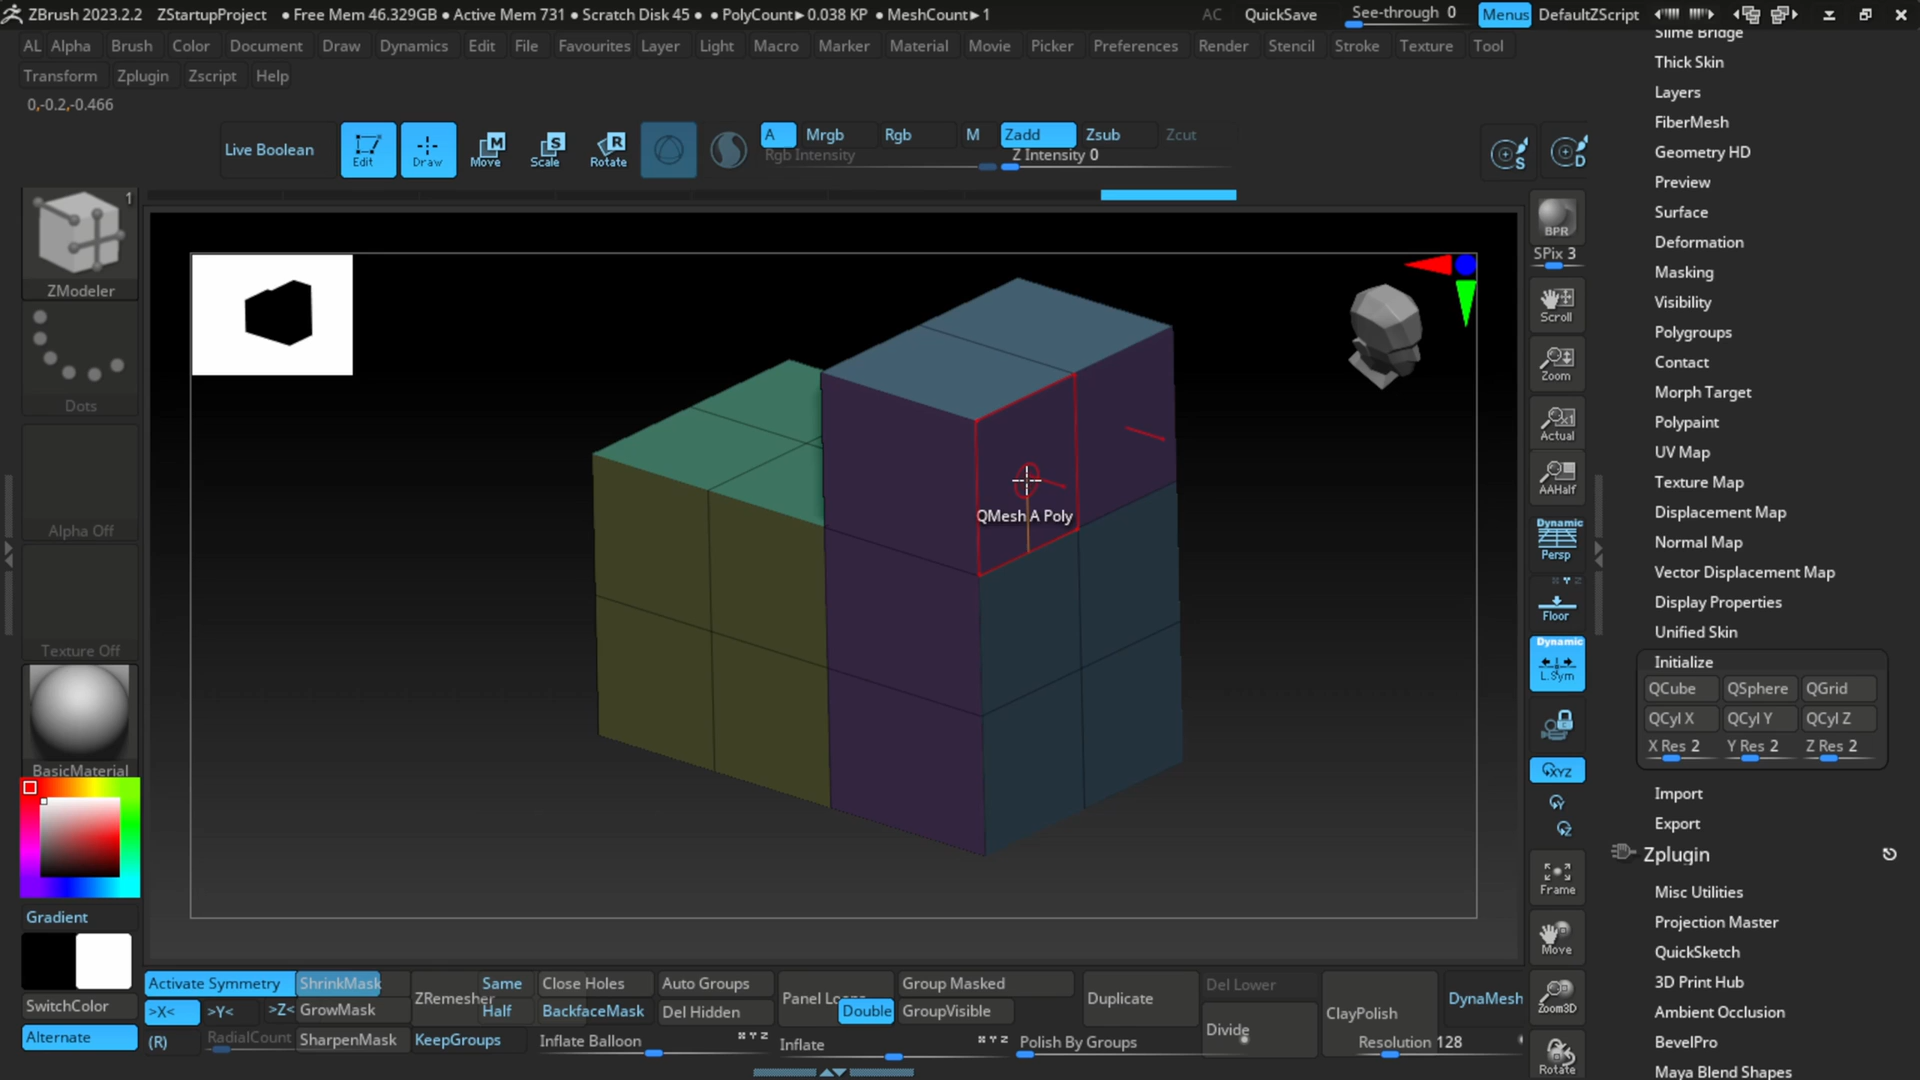 ZBrush 2023.2.2 ZStartupProject • Free Mem 46.329GB • Active Mem 731 • Scratch Disk 45 • • PolyCount▸0.038 KP • MeshCount▸1 AC QuickSave See-through 0 Menus DefaultZScript
AL Alpha Brush Color Document Draw Dynamics Edit File Favourites Layer Light Macro Marker Material Movie Picker Preferences Render Stencil Stroke Texture Tool
Transform Zplugin Zscript Help
0,-0.2,-0.466
Live Boolean Edit Draw Move Scale Rotate A Mrgb Rgb M Zadd Zsub Zcut
M S R
Rgb Intensity Z Intensity 0
S D
1
ZModeler
Dots
Alpha Off
Texture Off
BasicMaterial
Gradient
SwitchColor
Alternate
QMesh A Poly
BPR
SPix 3
Scroll
Zoom
Actual
AAHalf
Dynamic
Persp
Floor
Dynamic
L.Sym
XYZ
Y
Z
Frame
Move
Zoom3D
Rotate
Slime Bridge
Thick Skin
Layers
FiberMesh
Geometry HD
Preview
Surface
Deformation
Masking
Visibility
Polygroups
Contact
Morph Target
Polypaint
UV Map
Texture Map
Displacement Map
Normal Map
Vector Displacement Map
Display Properties
Unified Skin
Initialize
QCube QSphere QGrid
QCyl X QCyl Y QCyl Z
X Res 2 Y Res 2 Z Res 2
Import
Export
Zplugin
Misc Utilities
Projection Master
QuickSketch
3D Print Hub
Ambient Occlusion
BevelPro
Maya Blend Shapes
Activate Symmetry ShrinkMask ZRemesher Same Close Holes Auto Groups Group Masked Duplicate Del Lower ClayPolish DynaMesh
>X< >Y< >Z< GrowMask Half BackfaceMask Del Hidden Double GroupVisible Divide
(R) RadialCount SharpenMask KeepGroups Inflate Balloon X Y Z Inflate X Y Z Polish By Groups Resolution 128